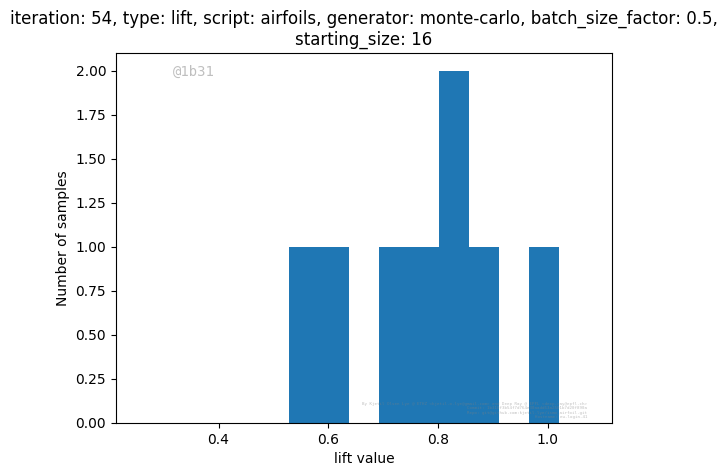 iteration: 54, type: lift, script: airfoils, generator: monte-carlo, batch_size_factor: 0.5,
starting_size: 16
@1b31
2.00
1.75
1.50
1.25
1.00
0.75
0.50
0.25
0.00
Number of samples
0.4 0.6 0.8 1.0
lift value